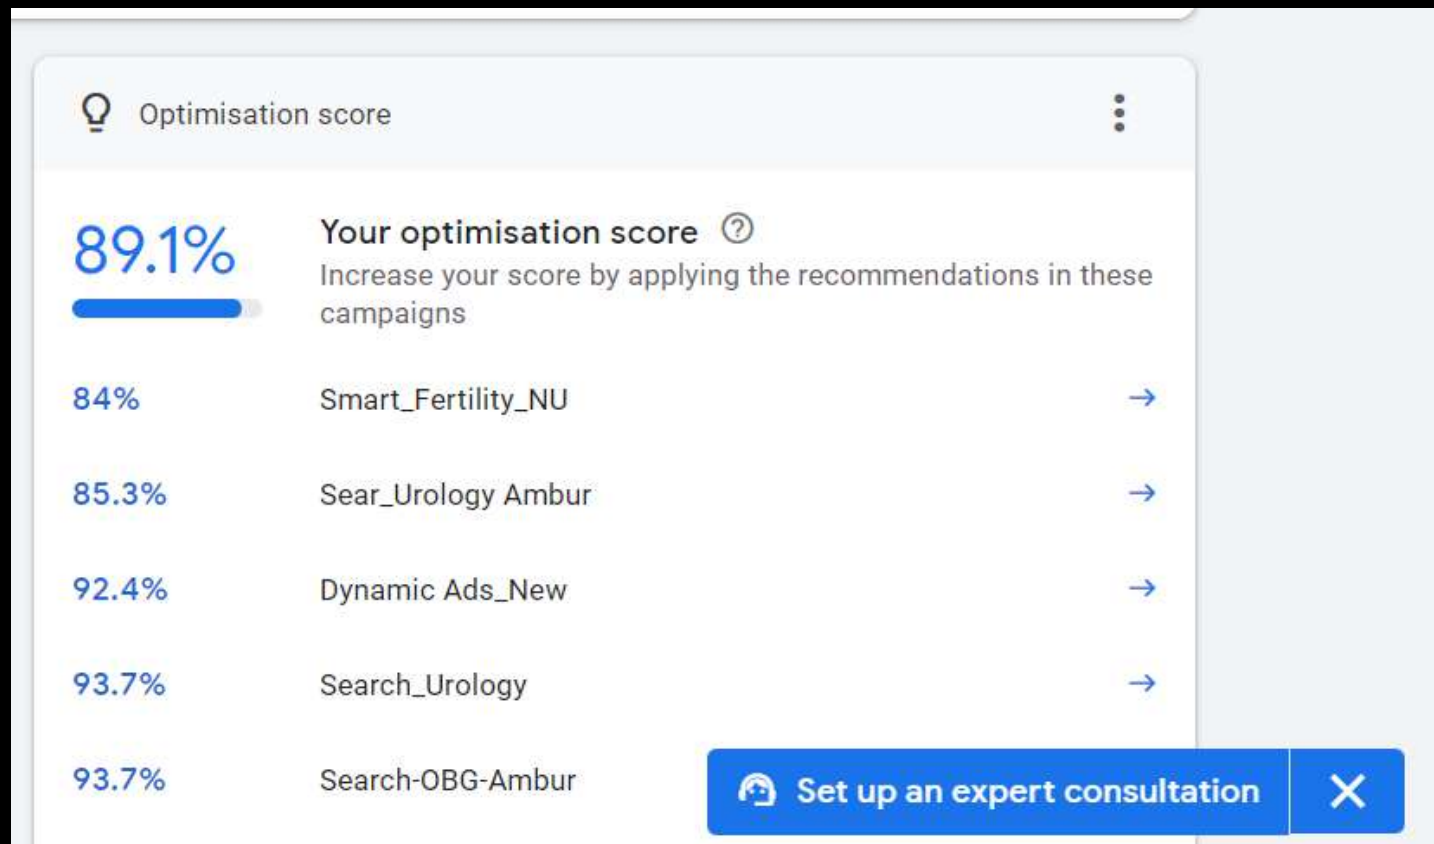 Optimisation score
89.1%
Your optimisation score
Increase your score by applying the recommendations in these
campaigns
84% Smart_Fertility_NU
85.3% Sear_Urology Ambur
92.4% Dynamic Ads_New
93.7% Search_Urology
93.7% Search-OBG-Ambur
Set up an expert consultation